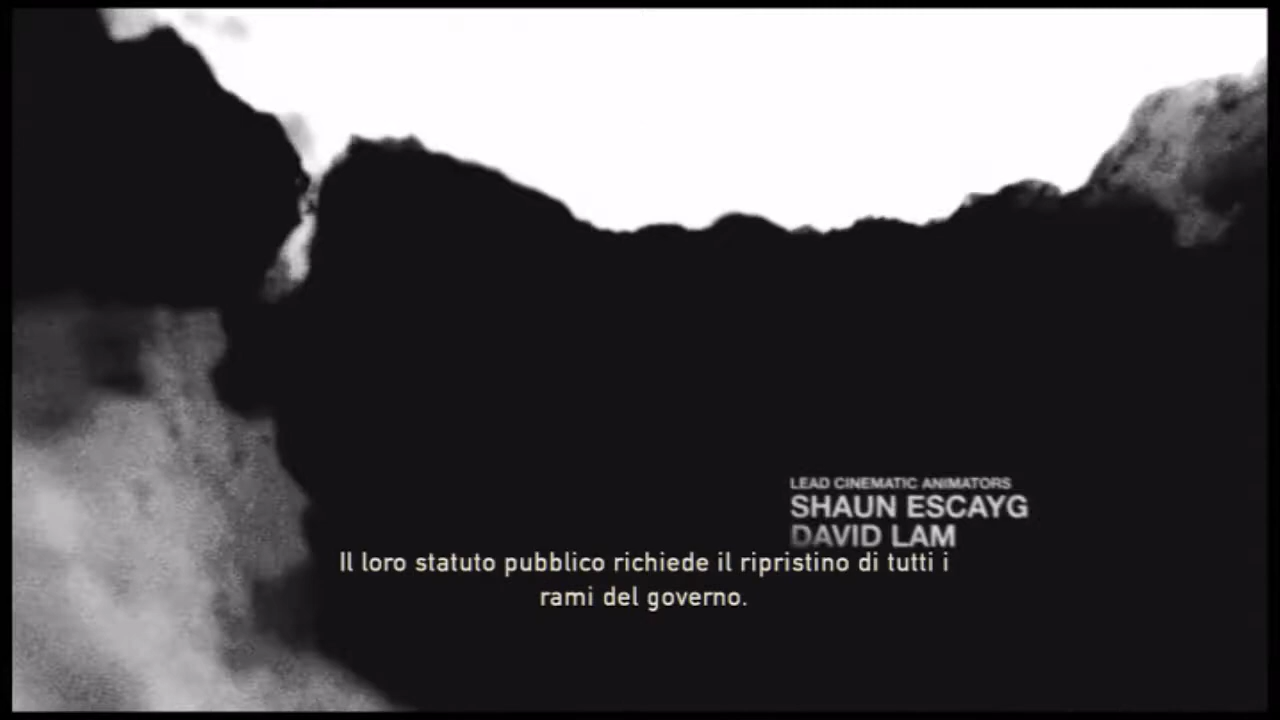 LEAD CINEMATIC ANIMATORS
SHAUN ESCAYG
DAVID LAM
Il loro statuto pubblico richiede il ripristino di tutti i
rami del governo.